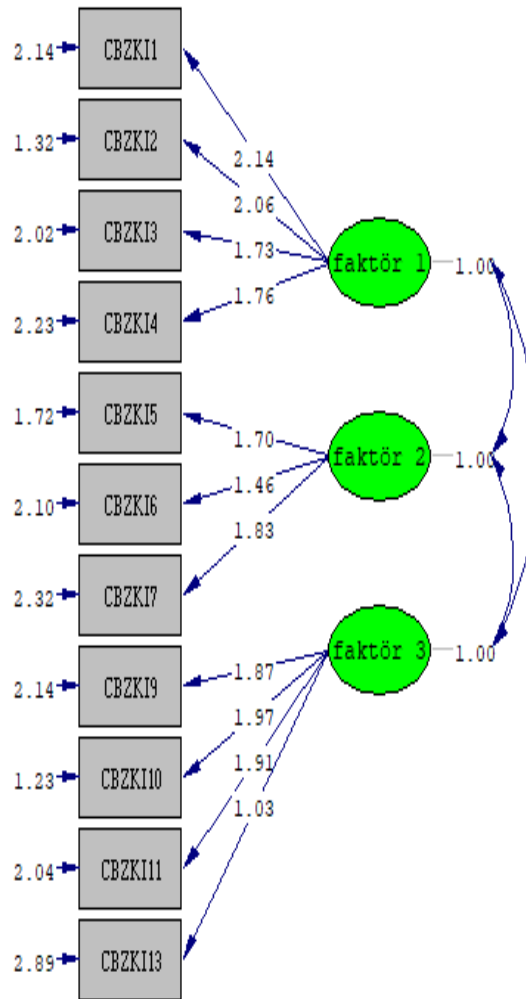 2.14 CBZKI1
2.14
1.32 CBZKI2
2.06
2.02 CBZKI3
1.73
faktör 1 1.00
2.23 CBZKI4
1.76
1.72 CBZKI5
1.70
faktör 2 1.00
2.10 CBZKI6
1.46
1.83
2.32 CBZKI7
faktör 3 1.00
2.14 CBZKI9
1.87
1.97
1.23 CBZKI10
1.91
1.03
2.04 CBZKI11
2.89 CBZKI13